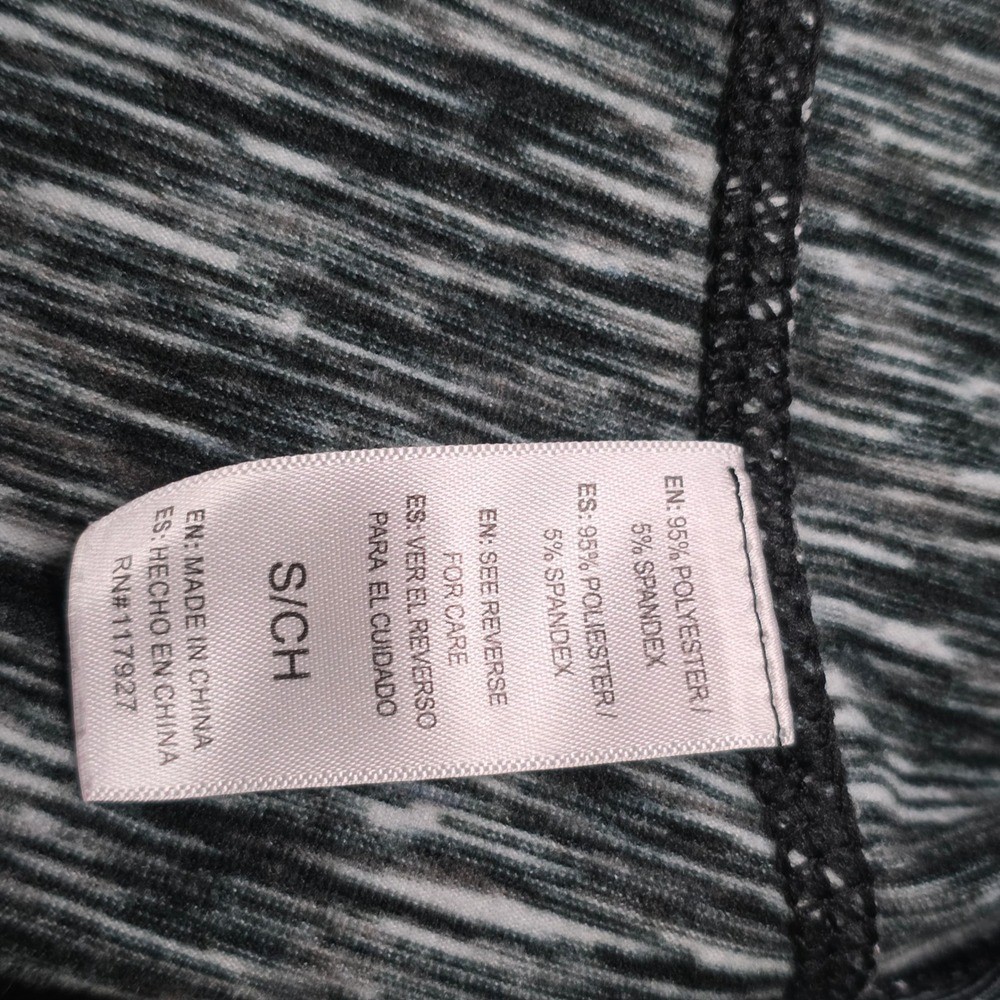 EN: 95% POLYESTER/
5% SPANDEX
ES: 95% POLIESTER/
5% SPANDEX
EN: SEE REVERSE
FOR CARE
ES: VER EL REVERSO
PARA EL CUIDADO
S/CH
EN: MADE IN CHINA
ES: HECHO EN CHINA
RN#117927